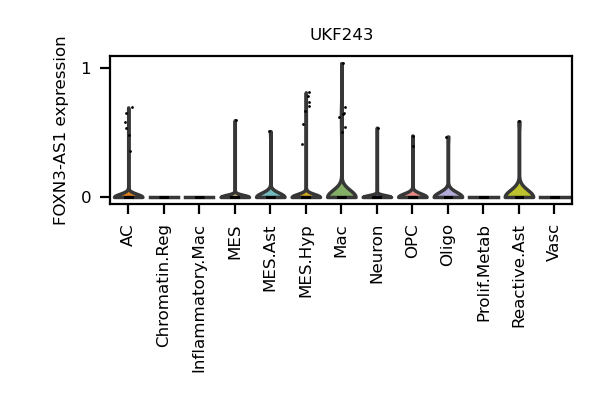 UKF243
FOXN3-AS1 expression
1
0
AC
Chromatin.Reg
Inflammatory.Mac
MES
MES.Ast
MES.Hyp
Mac
Neuron
OPC
Oligo
Prolif.Metab
Reactive.Ast
Vasc